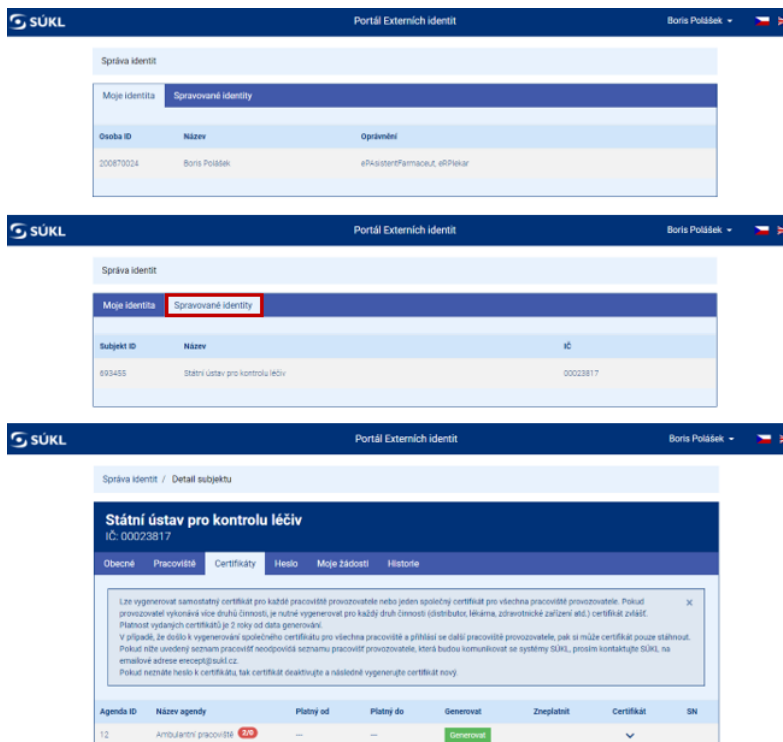 SÚKL Portál Externích identit Boris Polášek
Správa identit
Moje identita Spravované identity
Osoba ID Název Oprávnění
200870024 Boris Polášek ePAsistentFarmaceut, eRPlekar
SÚKL Portál Externích identit Boris Polášek
Správa identit
Moje identita Spravované identity
Subjekt ID Název IČ
693455 Státní ústav pro kontrolu léčiv 00023817
SÚKL Portál Externích identit Boris Polášek
Správa identit / Detail subjektu
Státní ústav pro kontrolu léčiv
IČ: 00023817
Obecné Pracoviště Certifikáty Heslo Moje žádosti Historie
Lze vygenerovat samostatný certifikát pro každé pracoviště provozovatele nebo jeden společný certifikát pro všechna pracoviště provozovatele. Pokud ×
provozovatel vykonává více druhů činností, je nutné vygenerovat pro každý druh činnosti (distributor, lékárna, zdravotnické zařízení atd.) certifikát zvlášť.
Platnost vydaných certifikátů je 2 roky od data generování.
V případě, že došlo k vygenerování společného certifikátu pro všechna pracoviště a přihlásí se další pracoviště provozovatele, pak si může certifikát pouze stáhnout.
Pokud níže uvedený seznam pracovišť neodpovídá seznamu pracovišť provozovatele, která budou komunikovat se systémy SÚKL, prosím kontaktujte SÚKL na
emailové adrese erecept@sukl.cz.
Pokud neznáte heslo k certifikátu, tak certifikát deaktivujte a následně vygenerujte certifikát nový.
Agenda ID Název agendy Platný od Platný do Generovat Zneplatnit Certifikát SN
12 Ambulantní pracoviště 2/0 — — Generovat